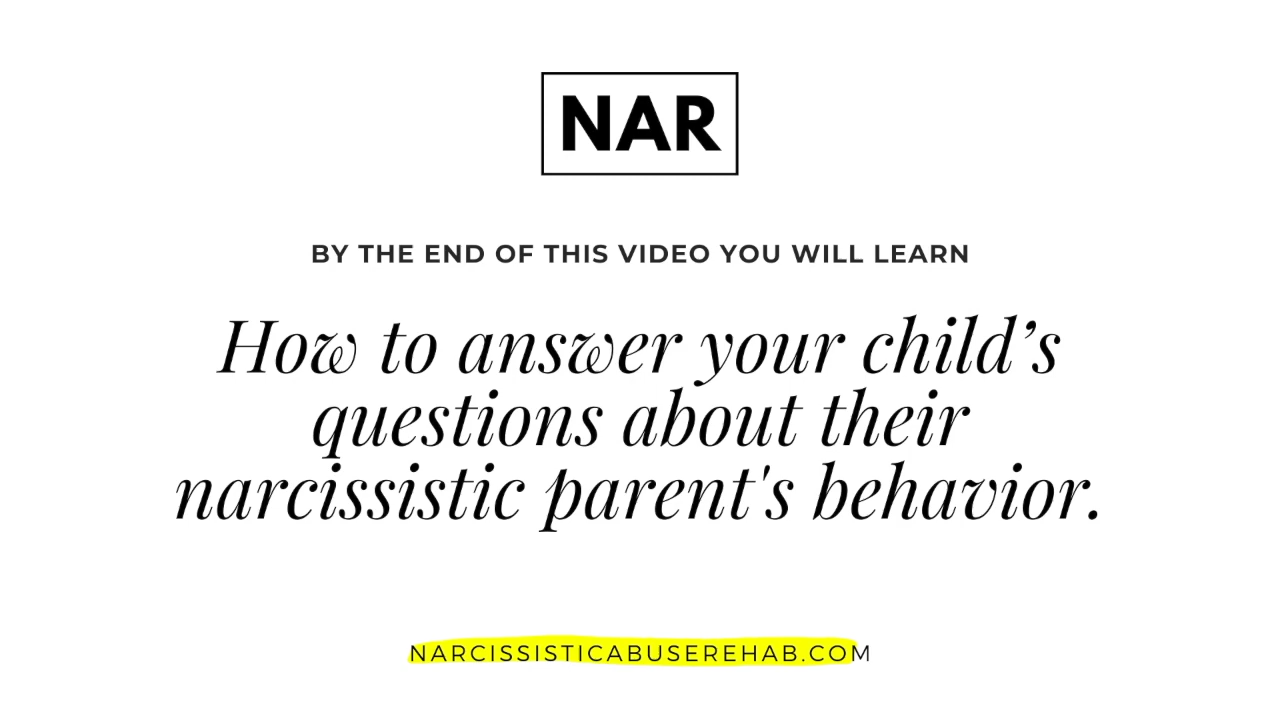 NAR
BY THE END OF THIS VIDEO YOU WILL LEARN
How to answer your child’s
questions about their
narcissistic parent's behavior.
NARCISSISTICABUSEREHAB.COM